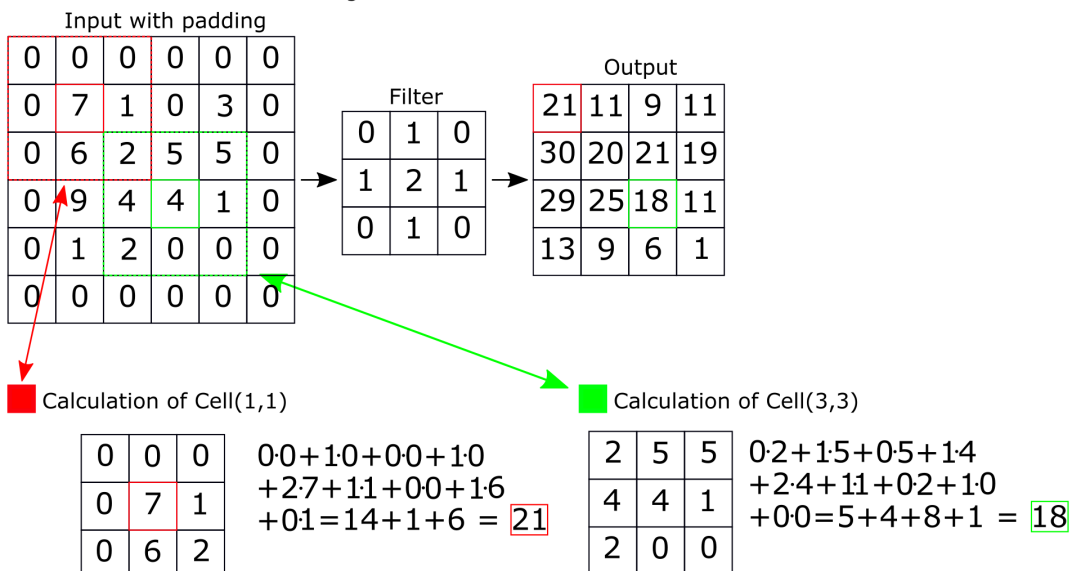 Input with padding
0 0 0 0 0 0
0 7 1 0 3 0
0 6 2 5 5 0
0 9 4 4 1 0
0 1 2 0 0 0
0 0 0 0 0 0
Filter
0 1 0
1 2 1
0 1 0
Output
21 11 9 11
30 20 21 19
29 25 18 11
13 9 6 1
Calculation of Cell(1,1)
0 0 0
0 7 1
0 6 2
0·0+1·0+0·0+1·0
+2·7+1·1+0·0+1·6
+0·1=14+1+6 = 21
Calculation of Cell(3,3)
2 5 5
4 4 1
2 0 0
0·2+1·5+0·5+1·4
+2·4+1·1+0·2+1·0
+0·0=5+4+8+1 = 18